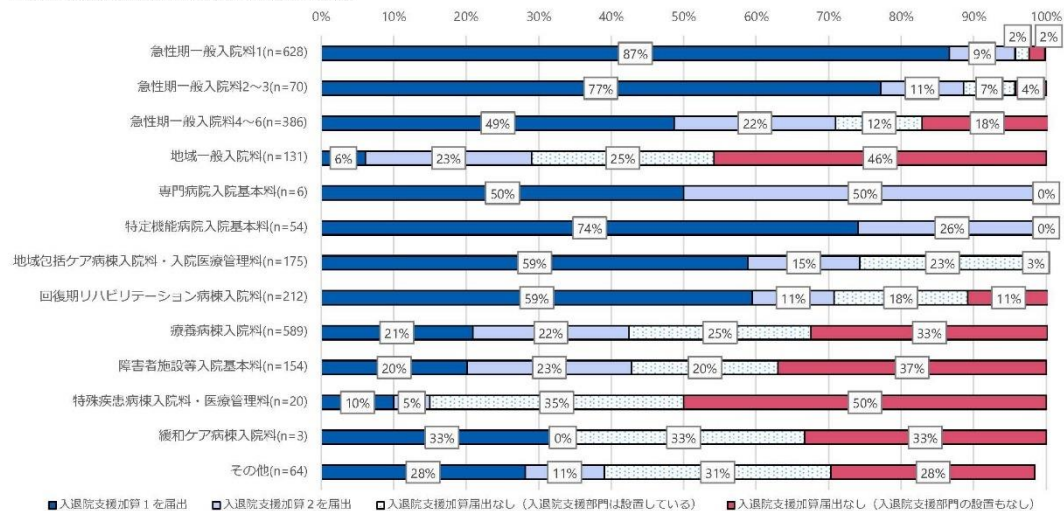 0% 10% 20% 30% 40% 50% 60% 70% 80% 90% 100%
急性期一般入院料1(n=628) 87% 9% 2% 2%
急性期一般入院料2～3(n=70) 77% 11% 7% 4%
急性期一般入院料4～6(n=386) 49% 22% 12% 18%
地域一般入院料(n=131) 6% 23% 25% 46%
専門病院入院基本料(n=6) 50% 50% 0%
特定機能病院入院基本料(n=54) 74% 26% 0%
地域包括ケア病棟入院料・入院医療管理料(n=175) 59% 15% 23% 3%
回復期リハビリテーション病棟入院料(n=212) 59% 11% 18% 11%
療養病棟入院料(n=589) 21% 22% 25% 33%
障害者施設等入院基本料(n=154) 20% 23% 20% 37%
特殊疾患病棟入院料・医療管理料(n=20) 10% 5% 35% 50%
緩和ケア病棟入院料(n=3) 33% 0% 33% 33%
その他(n=64) 28% 11% 31% 28%
入退院支援加算１を届出 入退院支援加算２を届出 入退院支援加算届出なし（入退院支援部門は設置している） 入退院支援加算届出なし（入退院支援部門の設置もなし）